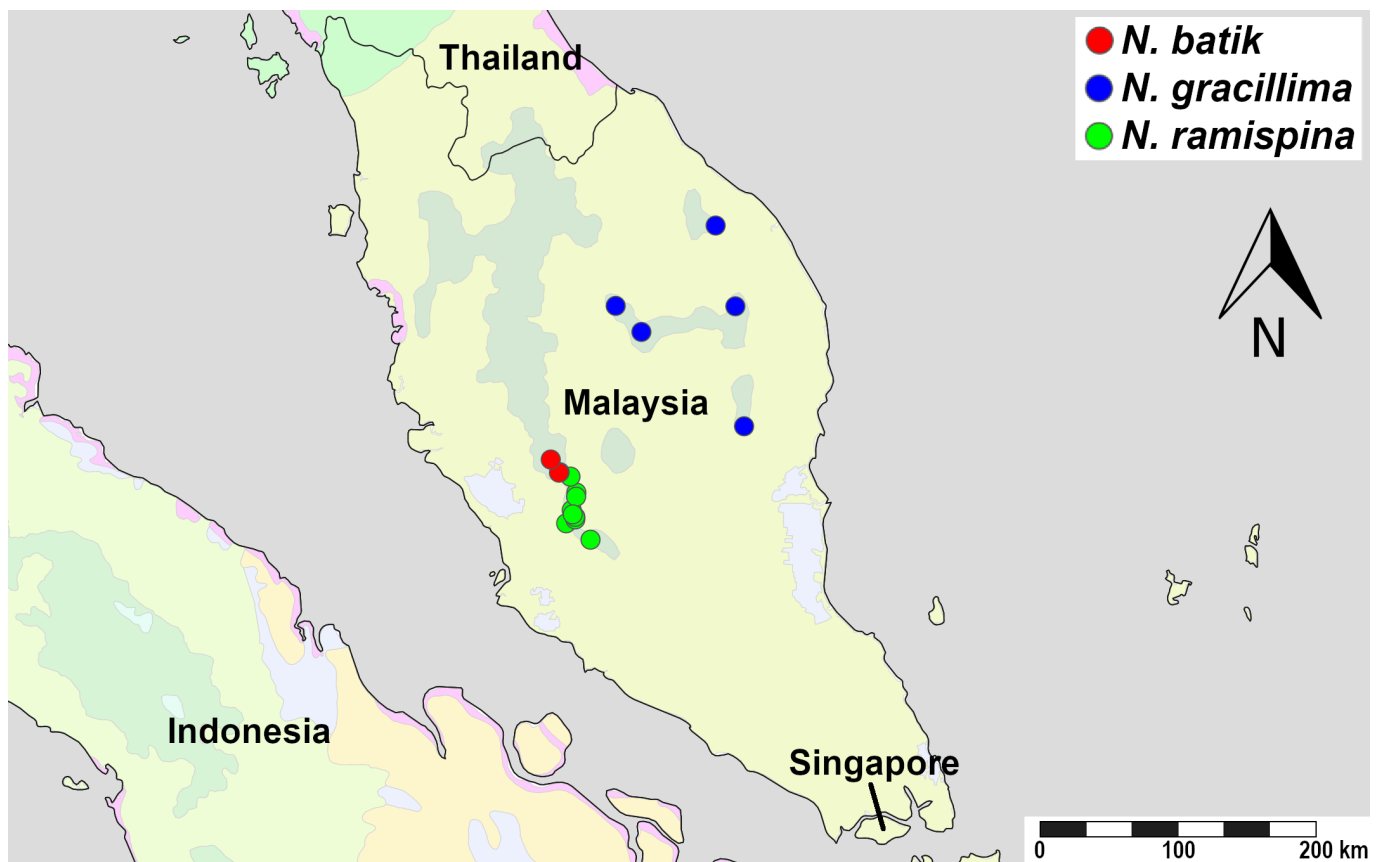 Thailand
N. batik
N. gracillima
N. ramispina
N
Malaysia
Indonesia
Singapore
0 100 200 km